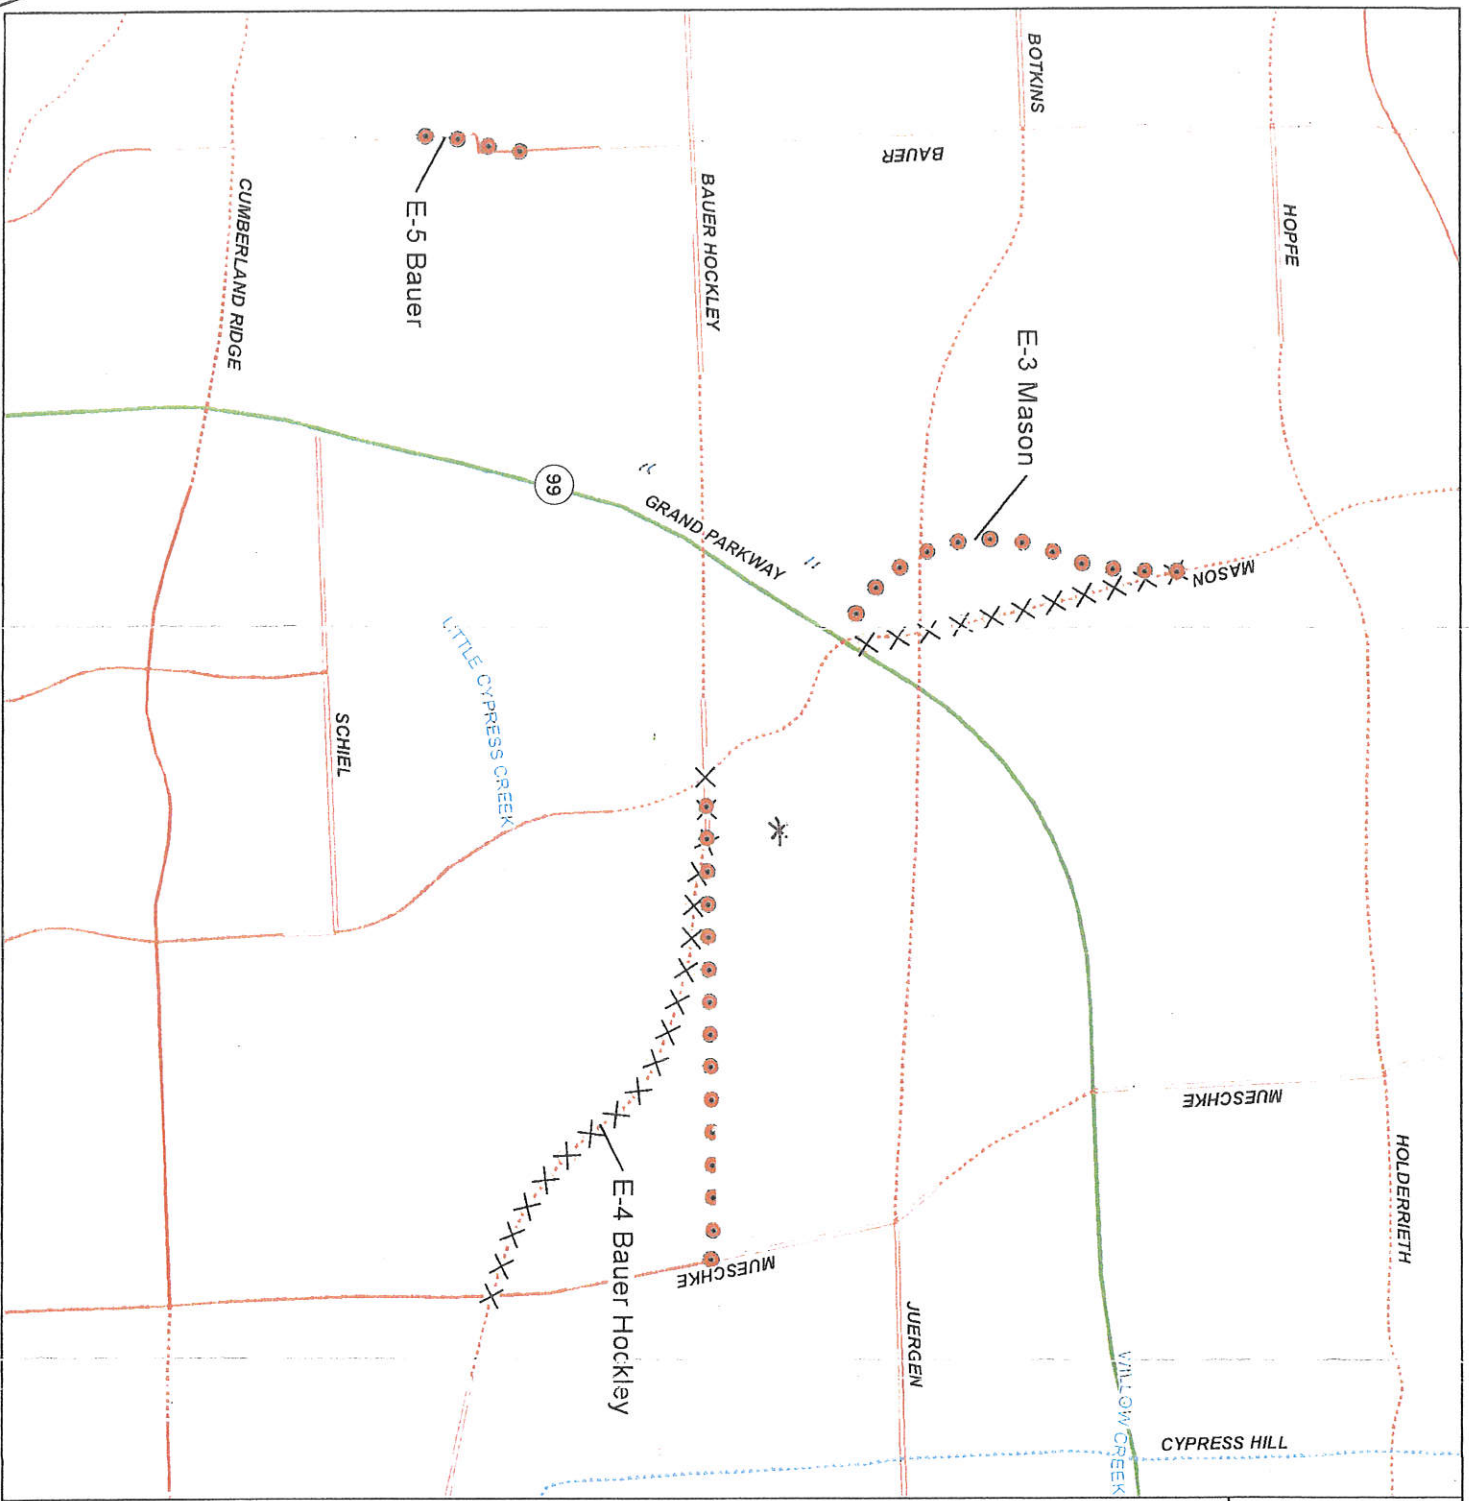 BOTKINS
BAUER
HOPFE
CUMBERLAND RIDGE
E-5 Bauer
BAUER HOCKLEY
E-3 Mason
99
GRAND PARKWAY
MASON
LITTLE CYPRESS CREEK
SCHIEL
MUESCHKE
HOLDERRIETH
E-4 Bauer Hockley
MUESCHKE
JUERGEN
WILLOW CREEK
CYPRESS HILL